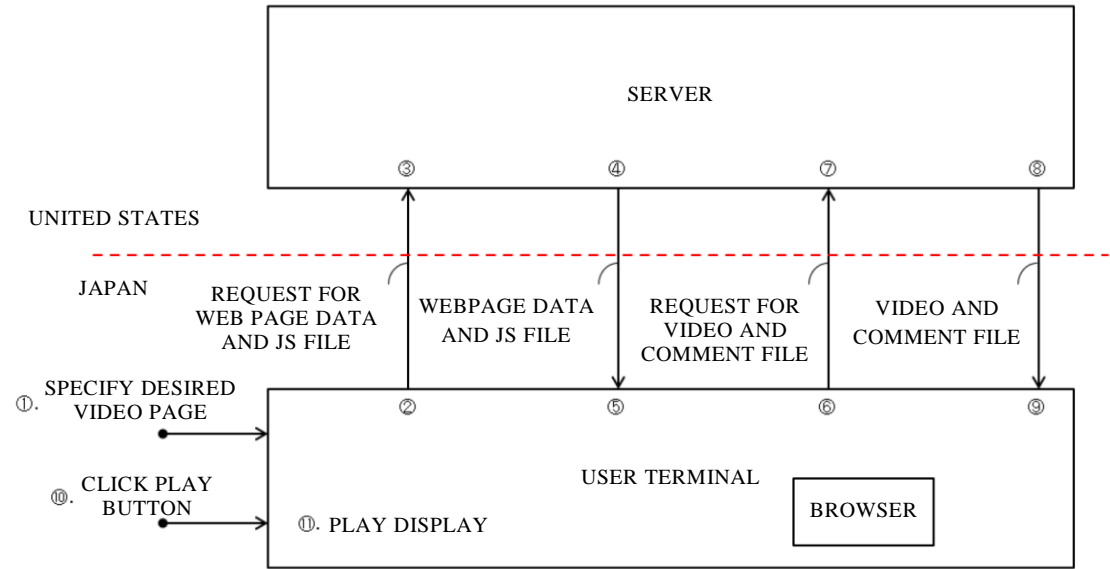 SERVER
③
④
⑦
⑧
UNITED STATES
JAPAN
REQUEST FOR
WEB PAGE DATA
AND JS FILE
WEBPAGE DATA
AND JS FILE
REQUEST FOR
VIDEO AND
COMMENT FILE
VIDEO AND
COMMENT FILE
①. SPECIFY DESIRED
VIDEO PAGE
②
⑤
⑥
⑨
⑩. CLICK PLAY
BUTTON
USER TERMINAL
BROWSER
⑪. PLAY DISPLAY